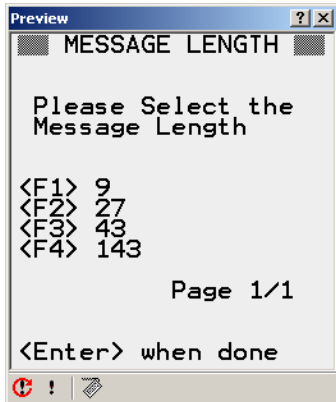 Preview
MESSAGE LENGTH
Please Select the
Message Length
<F1> 9
<F2> 27
<F3> 43
<F4> 143
Page 1/1
<Enter> when done